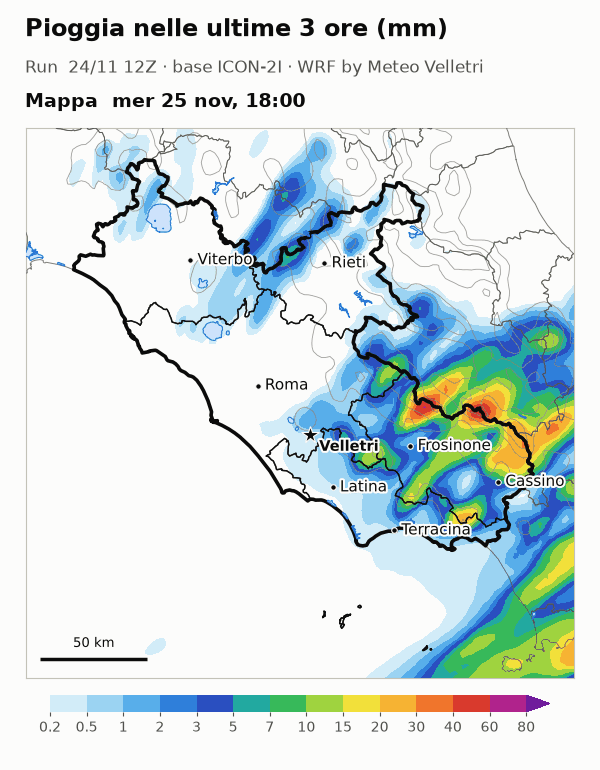 Pioggia nelle ultime 3 ore (mm)
Run  24/11 12Z · base ICON-2I · WRF by Meteo Velletri
Mappa  mer 25 nov, 18:00
Viterbo
Rieti
Roma
Velletri
Frosinone
Latina
Cassino
Terracina
50 km
0.2 0.5 1 2 3 5 7 10 15 20 30 40 60 80